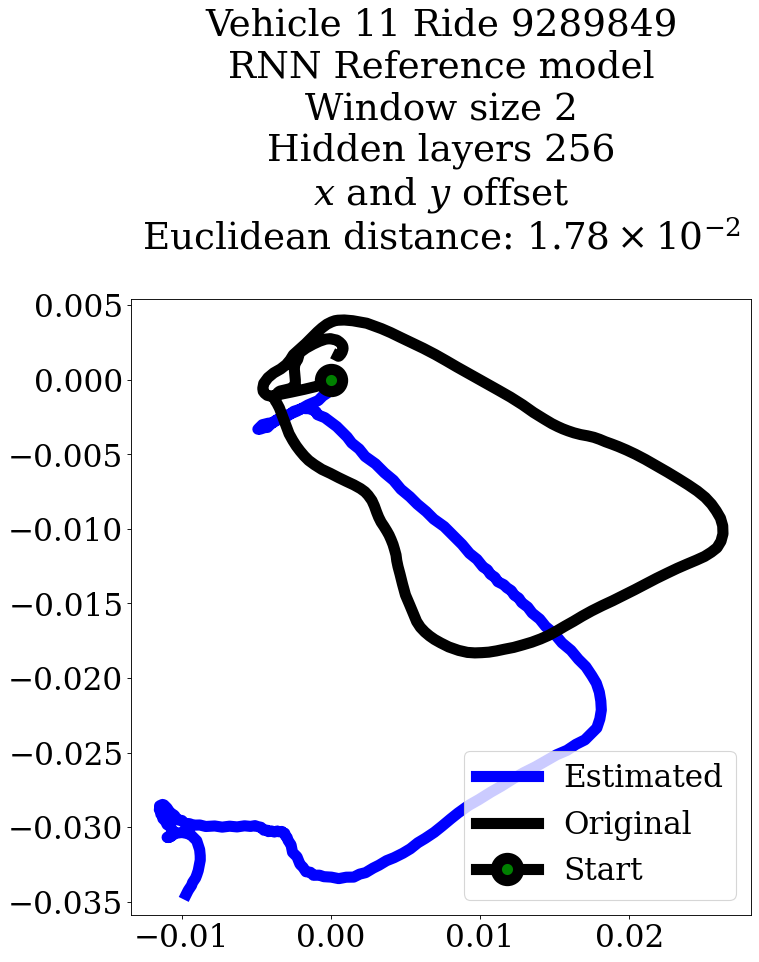 Vehicle 11 Ride 9289849
RNN Reference model
Window size 2
Hidden layers 256
x and y offset
Euclidean distance: 1.78 × 10⁻²
0.005
0.000
−0.005
−0.010
−0.015
−0.020
−0.025
−0.030
−0.035
Estimated
Original
Start
−0.01
0.00
0.01
0.02